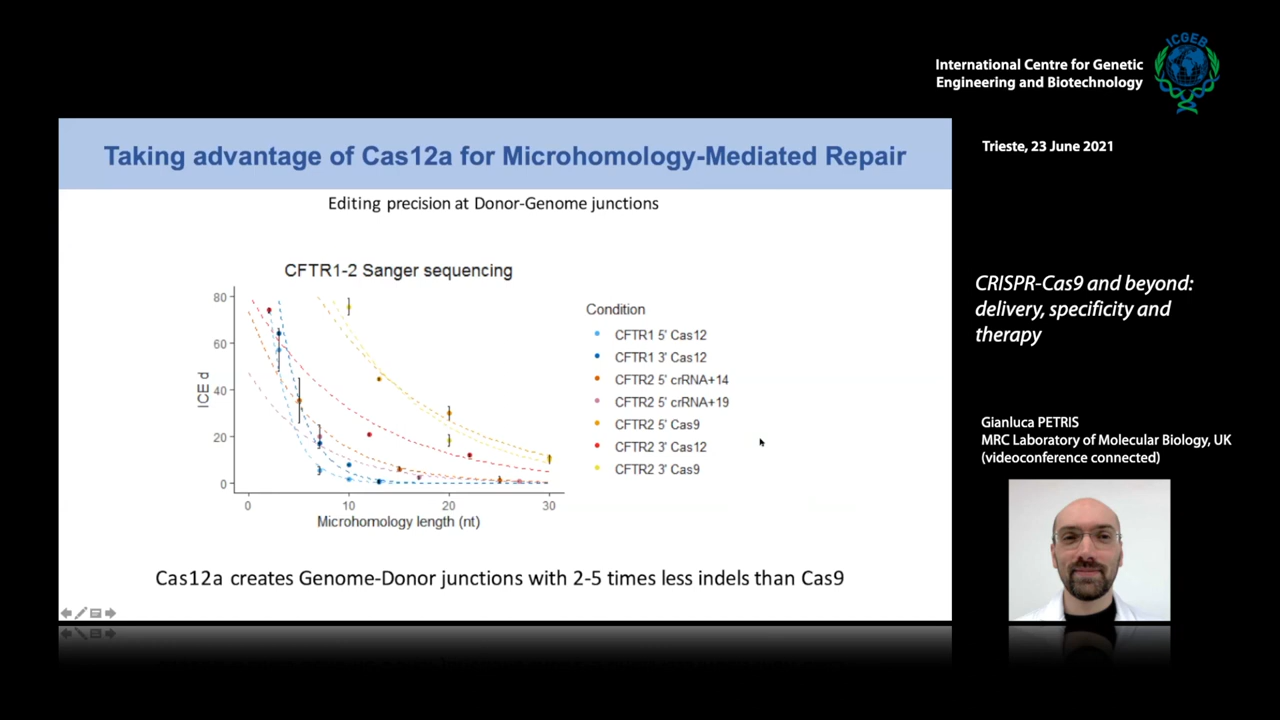 ICGEB
International Centre for Genetic
Engineering and Biotechnology
Trieste, 23 June 2021
Taking advantage of Cas12a for Microhomology-Mediated Repair
Editing precision at Donor-Genome junctions
CFTR1-2 Sanger sequencing
ICE d
80
60
40
20
0
0
10
20
30
Microhomology length (nt)
Condition
CFTR1 5' Cas12
CFTR1 3' Cas12
CFTR2 5' crRNA+14
CFTR2 5' crRNA+19
CFTR2 5' Cas9
CFTR2 3' Cas12
CFTR2 3' Cas9
Cas12a creates Genome-Donor junctions with 2-5 times less indels than Cas9
CRISPR-Cas9 and beyond:
delivery, specificity and
therapy
Gianluca PETRIS
MRC Laboratory of Molecular Biology, UK
(videoconference connected)